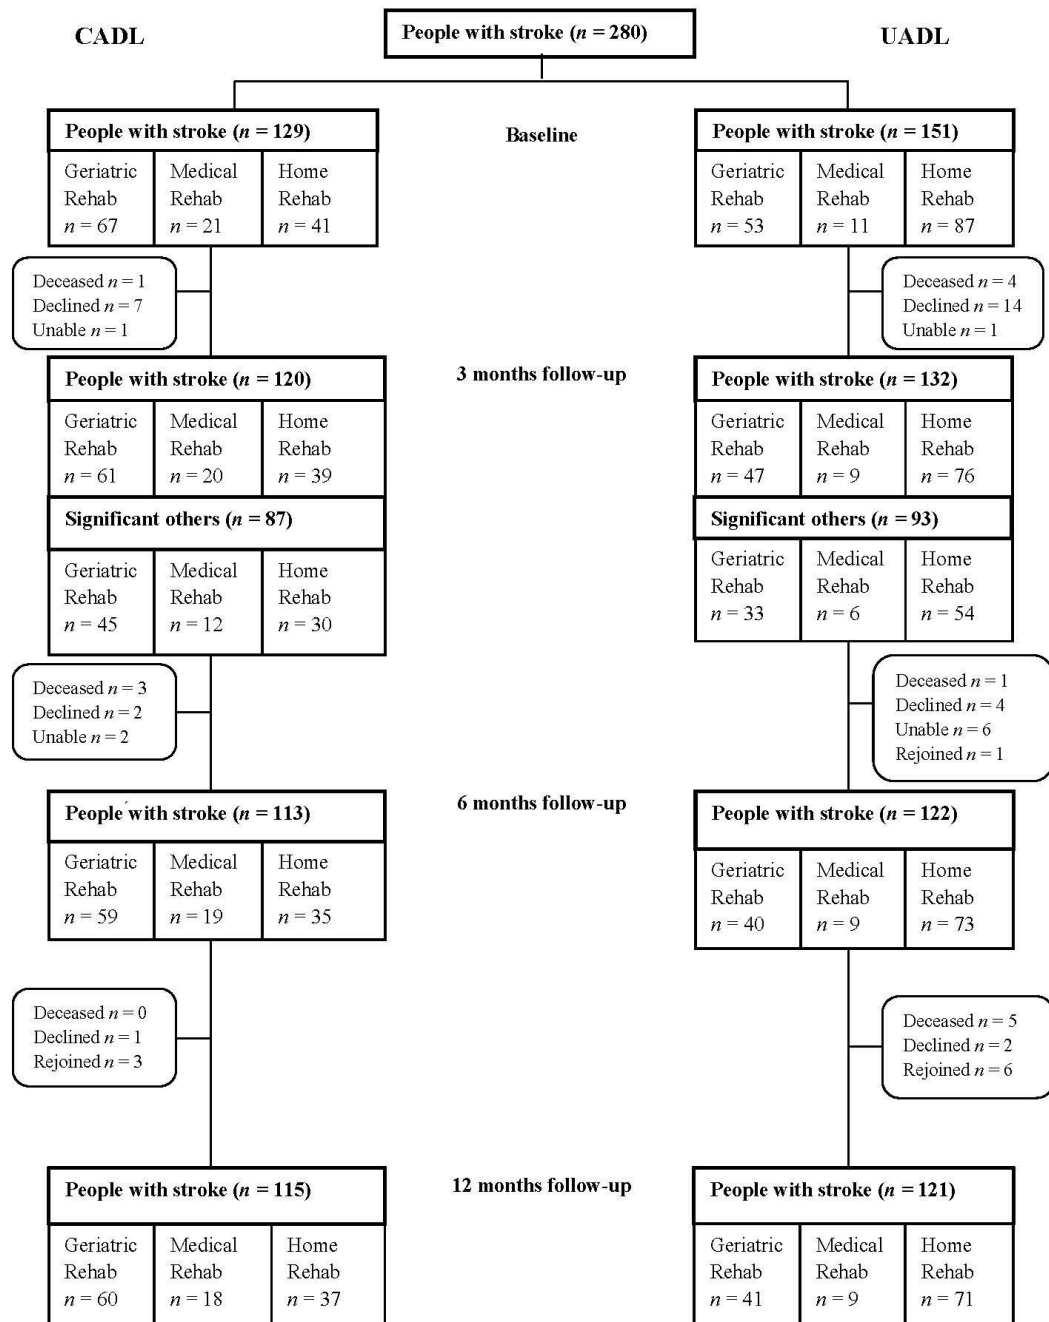 CADL
People with stroke (n = 280)
UADL
People with stroke (n = 129)
Geriatric Rehab n = 67
Medical Rehab n = 21
Home Rehab n = 41
Baseline
People with stroke (n = 151)
Geriatric Rehab n = 53
Medical Rehab n = 11
Home Rehab n = 87
Deceased n = 1
Declined n = 7
Unable n = 1
Deceased n = 4
Declined n = 14
Unable n = 1
People with stroke (n = 120)
Geriatric Rehab n = 61
Medical Rehab n = 20
Home Rehab n = 39
3 months follow-up
People with stroke (n = 132)
Geriatric Rehab n = 47
Medical Rehab n = 9
Home Rehab n = 76
Significant others (n = 87)
Geriatric Rehab n = 45
Medical Rehab n = 12
Home Rehab n = 30
Significant others (n = 93)
Geriatric Rehab n = 33
Medical Rehab n = 6
Home Rehab n = 54
Deceased n = 3
Declined n = 2
Unable n = 2
Deceased n = 1
Declined n = 4
Unable n = 6
Rejoined n = 1
People with stroke (n = 113)
Geriatric Rehab n = 59
Medical Rehab n = 19
Home Rehab n = 35
6 months follow-up
People with stroke (n = 122)
Geriatric Rehab n = 40
Medical Rehab n = 9
Home Rehab n = 73
Deceased n = 0
Declined n = 1
Rejoined n = 3
Deceased n = 5
Declined n = 2
Rejoined n = 6
People with stroke (n = 115)
Geriatric Rehab n = 60
Medical Rehab n = 18
Home Rehab n = 37
12 months follow-up
People with stroke (n = 121)
Geriatric Rehab n = 41
Medical Rehab n = 9
Home Rehab n = 71